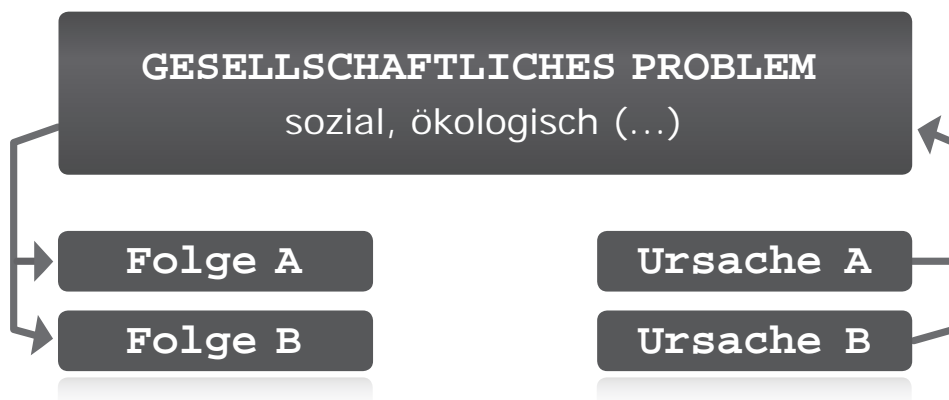 GESELLSCHAFTLICHES PROBLEM
sozial, ökologisch (...)
Folge A
Ursache A
Folge B
Ursache B